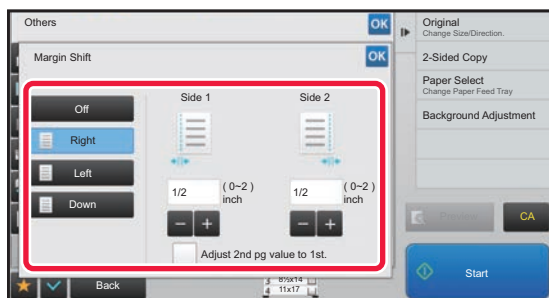 Others
OK
Margin Shift
OK
Off
Right
Left
Down
Side 1
Side 2
1/2
( 0~2 )
inch
1/2
( 0~2 )
inch
Adjust 2nd pg value to 1st.
Back
3 8½x14
4 11x17
Original
Change Size/Direction.
2-Sided Copy
Paper Select
Change Paper Feed Tray
Background Adjustment
CA
Start